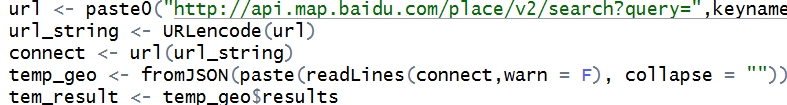 url <- paste0("http://api.map.baidu.com/place/v2/search?query=",keyname
url_string <- URLencode(url)
connect <- url(url_string)
temp_geo <- fromJSON(paste(readLines(connect,warn = F), collapse = ""))
tem_result <- temp_geo$results